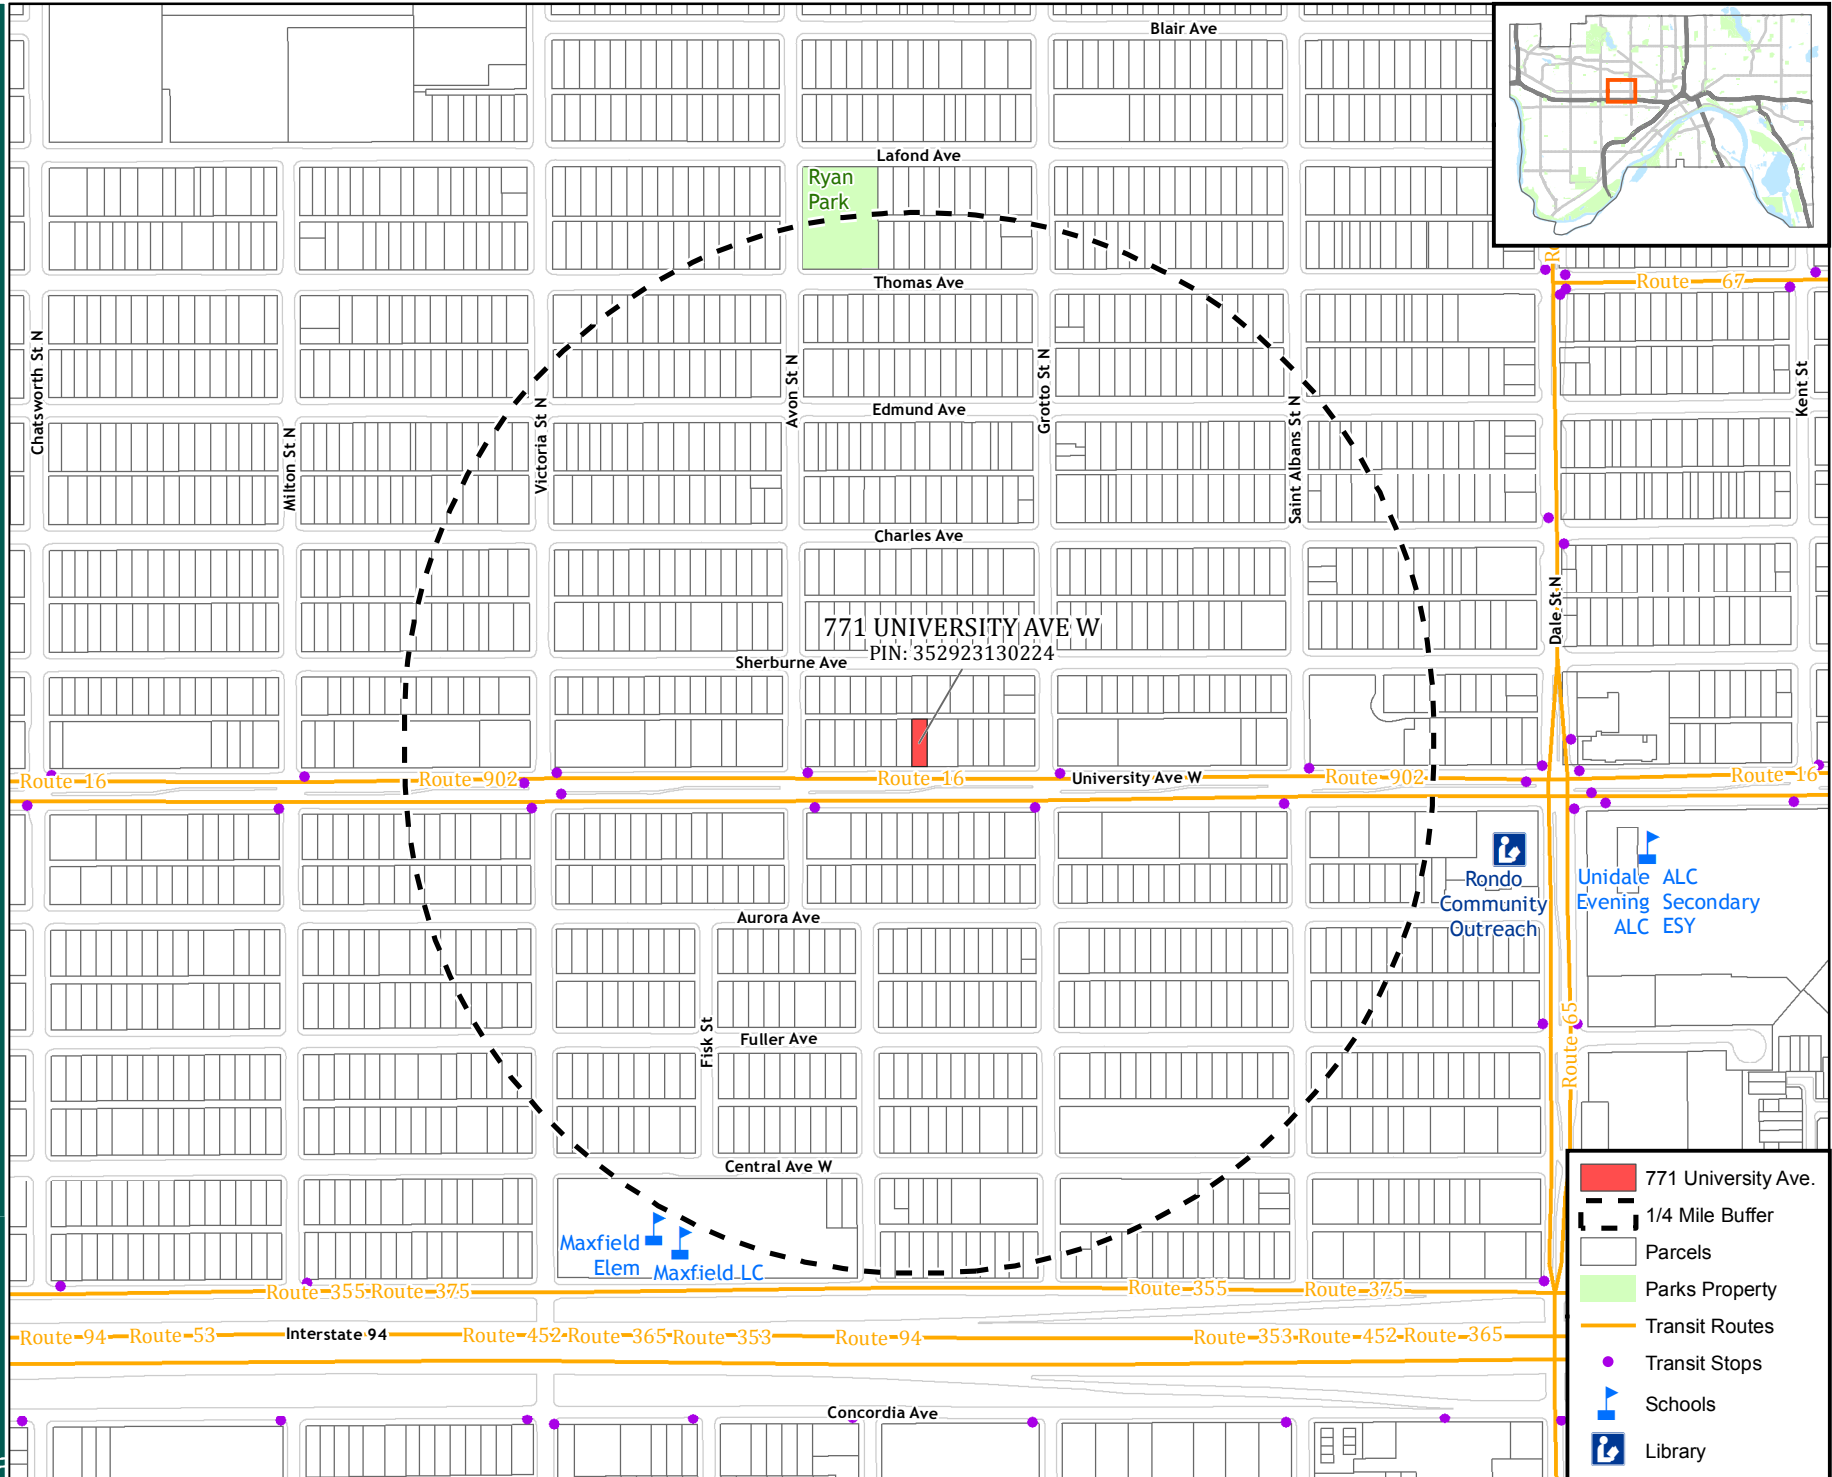 Blair Ave
Lafond Ave
Ryan
Park
Thomas Ave
Route 67
Chatsworth St N
Milton St N
Victoria St N
Avon St N
Grotto St N
Saint Albans St N
Kent St
Edmund Ave
Charles Ave
Dale St N
771 UNIVERSITY AVE W
PIN: 352923130224
Sherburne Ave
Route 16
Route 902
Route 16
University Ave W
Route 902
Route 16
Rondo
Community
Outreach
Unidale
Evening
ALC
ALC
Secondary
ESY
Aurora Ave
Fisk St
Fuller Ave
Route 65
Central Ave W
Maxfield
Elem
Maxfield LC
Route 355
Route 375
Route 355
Route 375
Route 94
Route 53
Interstate 94
Route 452
Route 365
Route 353
Route 94
Route 353
Route 452
Route 365
Concordia Ave
771 University Ave.
1/4 Mile Buffer
Parcels
Parks Property
Transit Routes
Transit Stops
Schools
Library